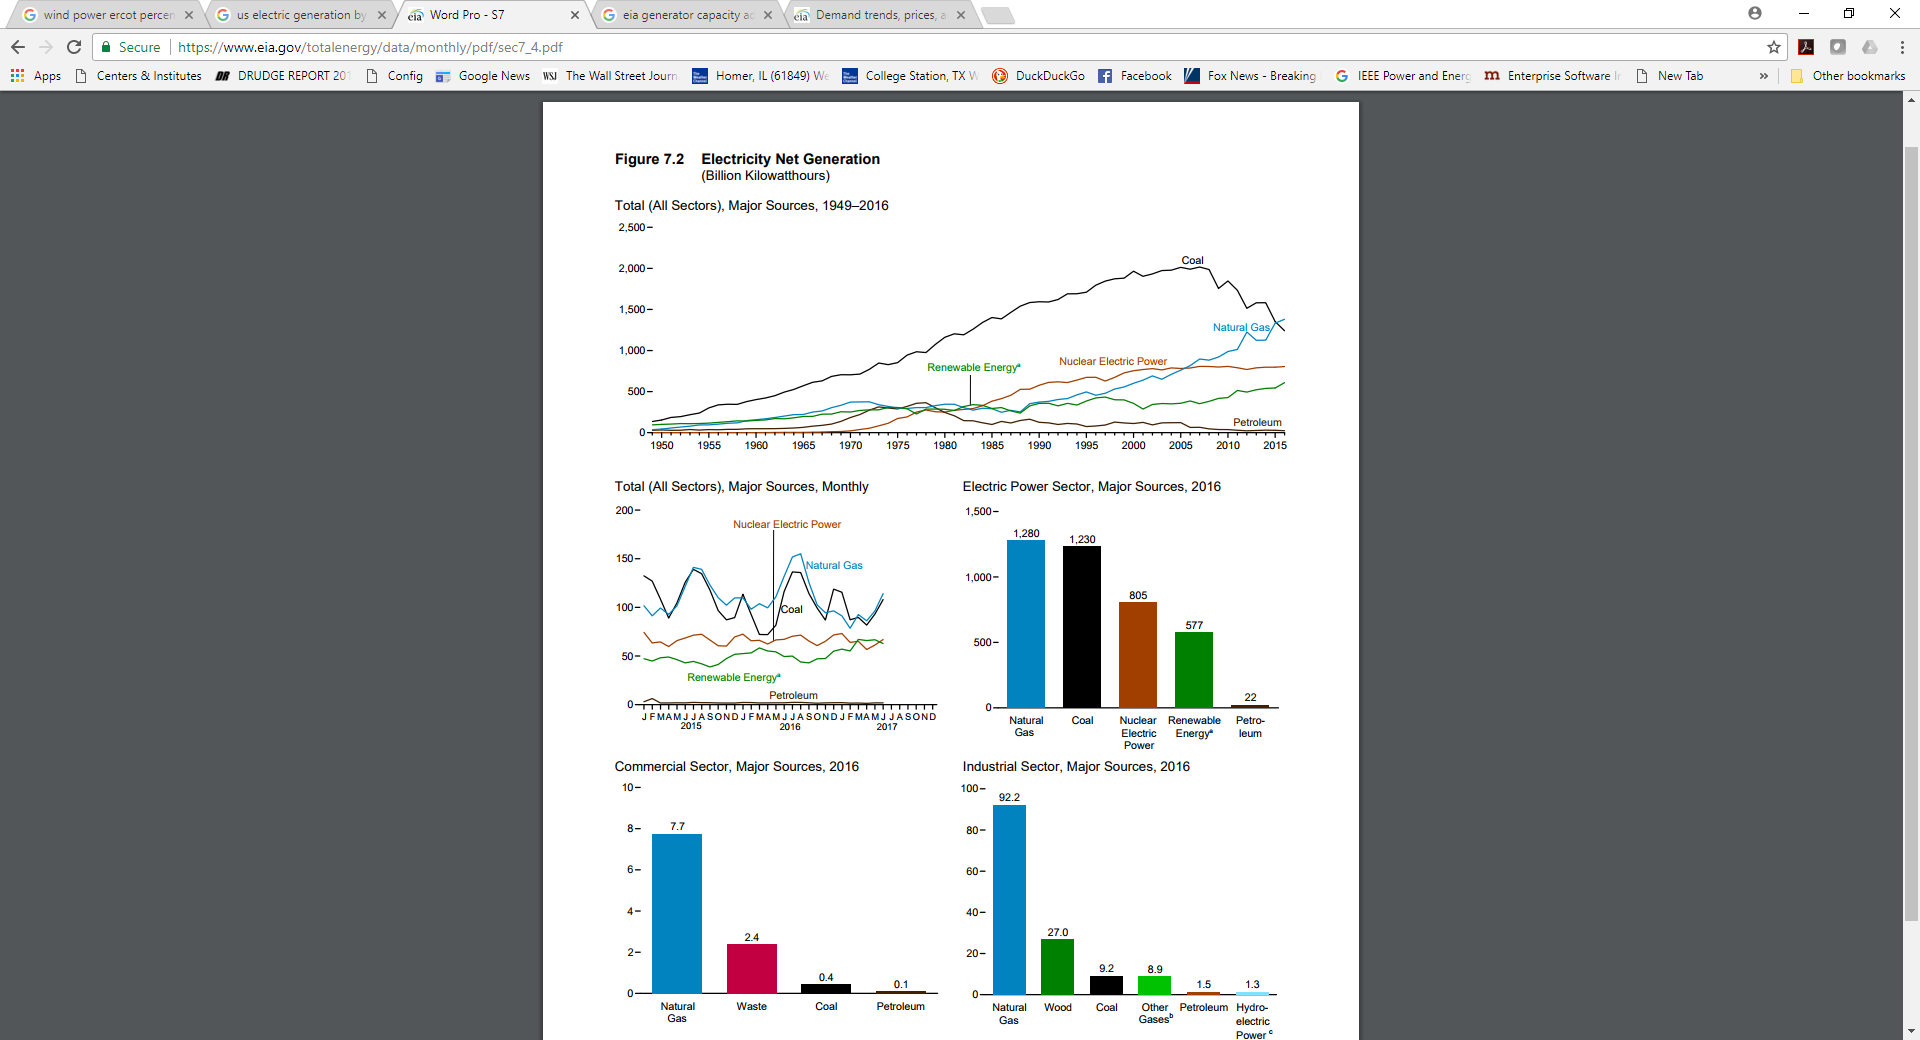 wind power ercot percen
us electric generation by
Word Pro - S7
eia generator capacity ac
Demand trends, prices, a
Secure
https://www.eia.gov/totalenergy/data/monthly/pdf/sec7_4.pdf
Apps
Centers & Institutes
DRUDGE REPORT 201
Config
Google News
WSJ The Wall Street Journ
Homer, IL (61849) We
College Station, TX W
DuckDuckGo
Facebook
Fox News - Breaking
IEEE Power and Energ
m Enterprise Software In
New Tab
»
Other bookmarks
Figure 7.2 Electricity Net Generation
(Billion Kilowatthours)
Total (All Sectors), Major Sources, 1949–2016
2,500
2,000
1,500
1,000
500
0
Coal
Natural Gas
Nuclear Electric Power
Renewable Energyᵃ
Petroleum
1950 1955 1960 1965 1970 1975 1980 1985 1990 1995 2000 2005 2010 2015
Total (All Sectors), Major Sources, Monthly
200
150
100
50
0
Nuclear Electric Power
Natural Gas
Coal
Renewable Energyᵃ
Petroleum
J F M A M J J A S O N D J F M A M J J A S O N D J F M A M J J A S O N D
2015 2016 2017
Electric Power Sector, Major Sources, 2016
1,500
1,000
500
0
1,280
1,230
805
577
22
Natural
Gas
Coal
Nuclear
Electric
Power
Renewable
Energyᵃ
Petro-
leum
Commercial Sector, Major Sources, 2016
10
8
6
4
2
0
7.7
2.4
0.4
0.1
Natural
Gas
Waste
Coal
Petroleum
Industrial Sector, Major Sources, 2016
100
80
60
40
20
0
92.2
27.0
9.2
8.9
1.5
1.3
Natural
Gas
Wood
Coal
Other
Gasesᵇ
Petroleum
Hydro-
electric
Power ᶜ